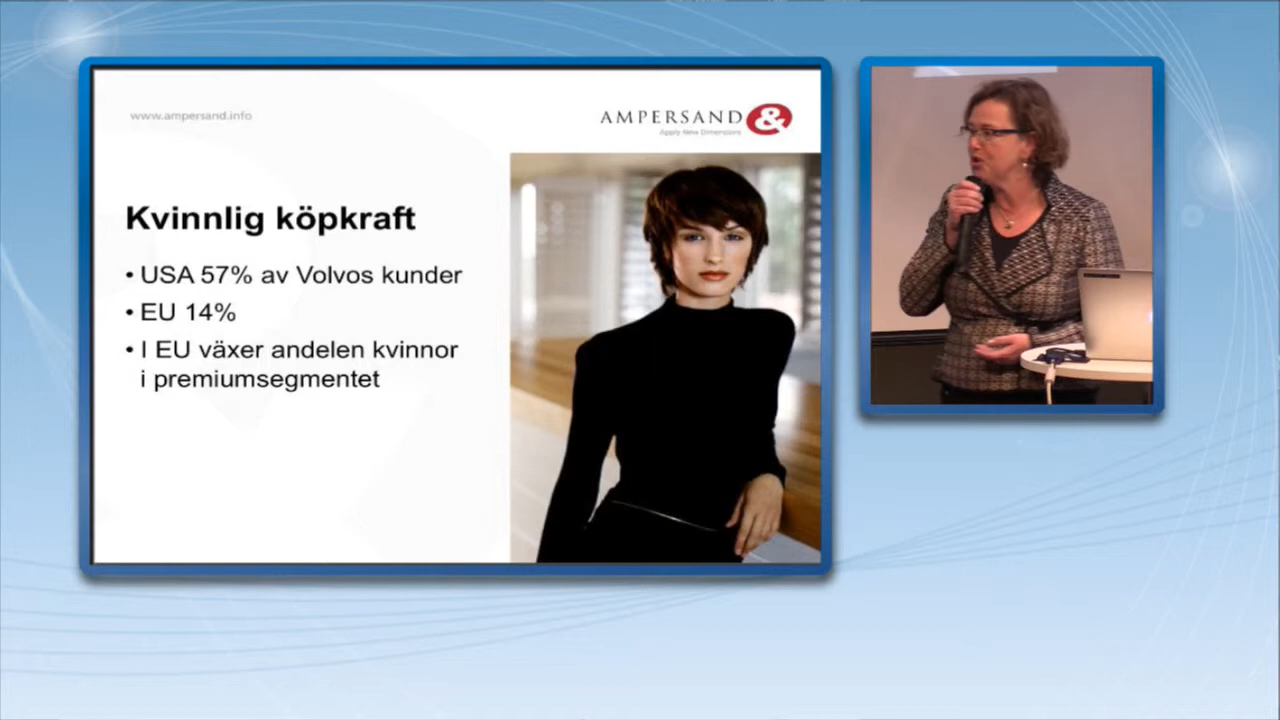 www.ampersand.info
AMPERSAND &
Apply New Dimensions
Kvinnlig köpkraft
• USA 57% av Volvos kunder
• EU 14%
• I EU växer andelen kvinnor
i premiumsegmentet